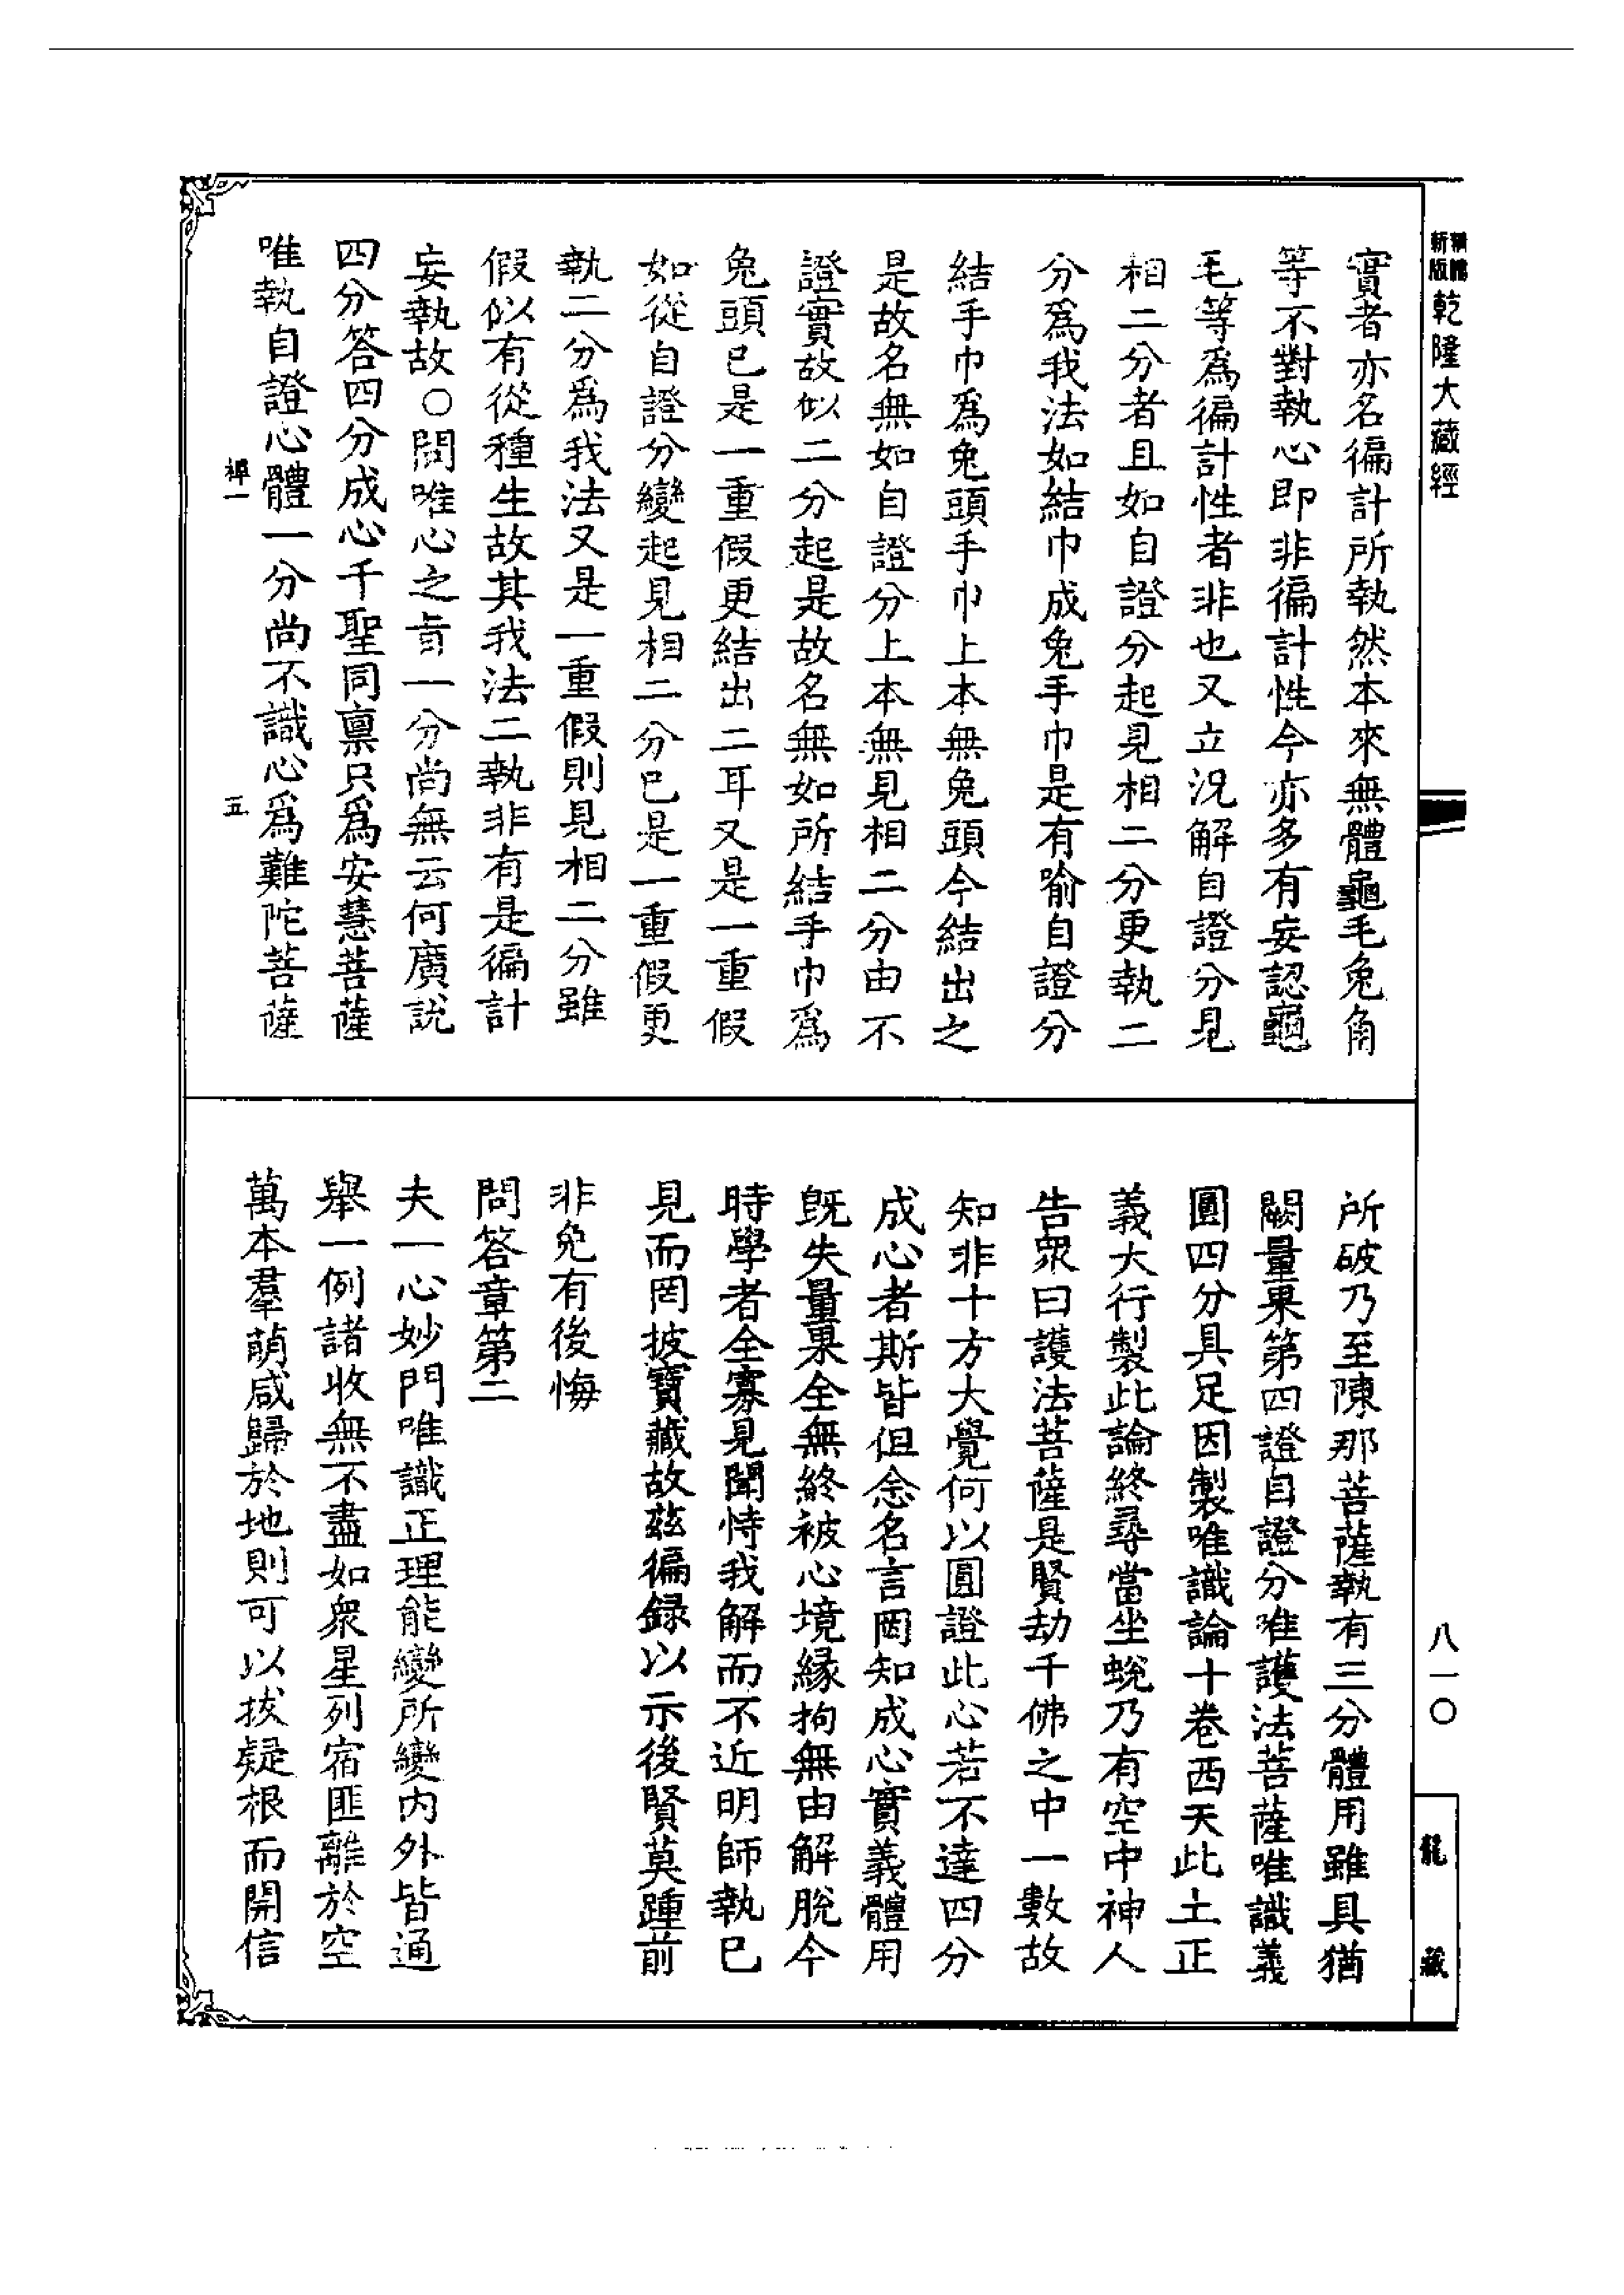 新版
精縮
乾隆大藏經
實者亦名徧計所執然本來無體龜毛兔角
等不對執心即非徧計性今亦多有妄認龜
毛等爲徧計性者非也又立況解自證分見
相二分者且如自證分起見相二分更執二
分爲我法如結巾成兔手巾是有喻自證分
結手巾爲兔頭手巾上本無兔頭今結出之
是故名無如自證分上本無見相二分由不
證實故似二分起是故名無如所結手巾爲
兔頭已是一重假更結出二耳又是一重假
如從自證分變起見相二分已是一重假更
執二分爲我法又是一重假則見相二分雖
假似有從種生故其我法二執非有是徧計
妄執故○問唯心之旨一分尚無云何廣說
四分答四分成心千聖同稟只爲安慧菩薩
唯執自證心體一分尚不識心爲難陀菩薩
禪一
五
所破乃至陳那菩薩執有三分體用雖具猶
闕量果第四證自證分唯護法菩薩唯識義
圓四分具足因製唯識論十卷西天此土正
義大行製此論終尋當坐蛻乃有空中神人
告眾曰護法菩薩是賢劫千佛之中一數故
知非十方大覺何以圓證此心若不達四分
成心者斯皆但念名言罔知成心實義體用
既失量果全無終被心境緣拘無由解脫今
時學者全寡見聞恃我解而不近明師執己
見而罔披寶藏故茲徧錄以示後賢莫踵前
非免有後悔
問答章第二
夫一心妙門唯識正理能變所變內外皆通
舉一例諸收無不盡如眾星列宿匪離於空
萬本羣萌咸歸於地則可以拔疑根而開信
八一〇
龍藏